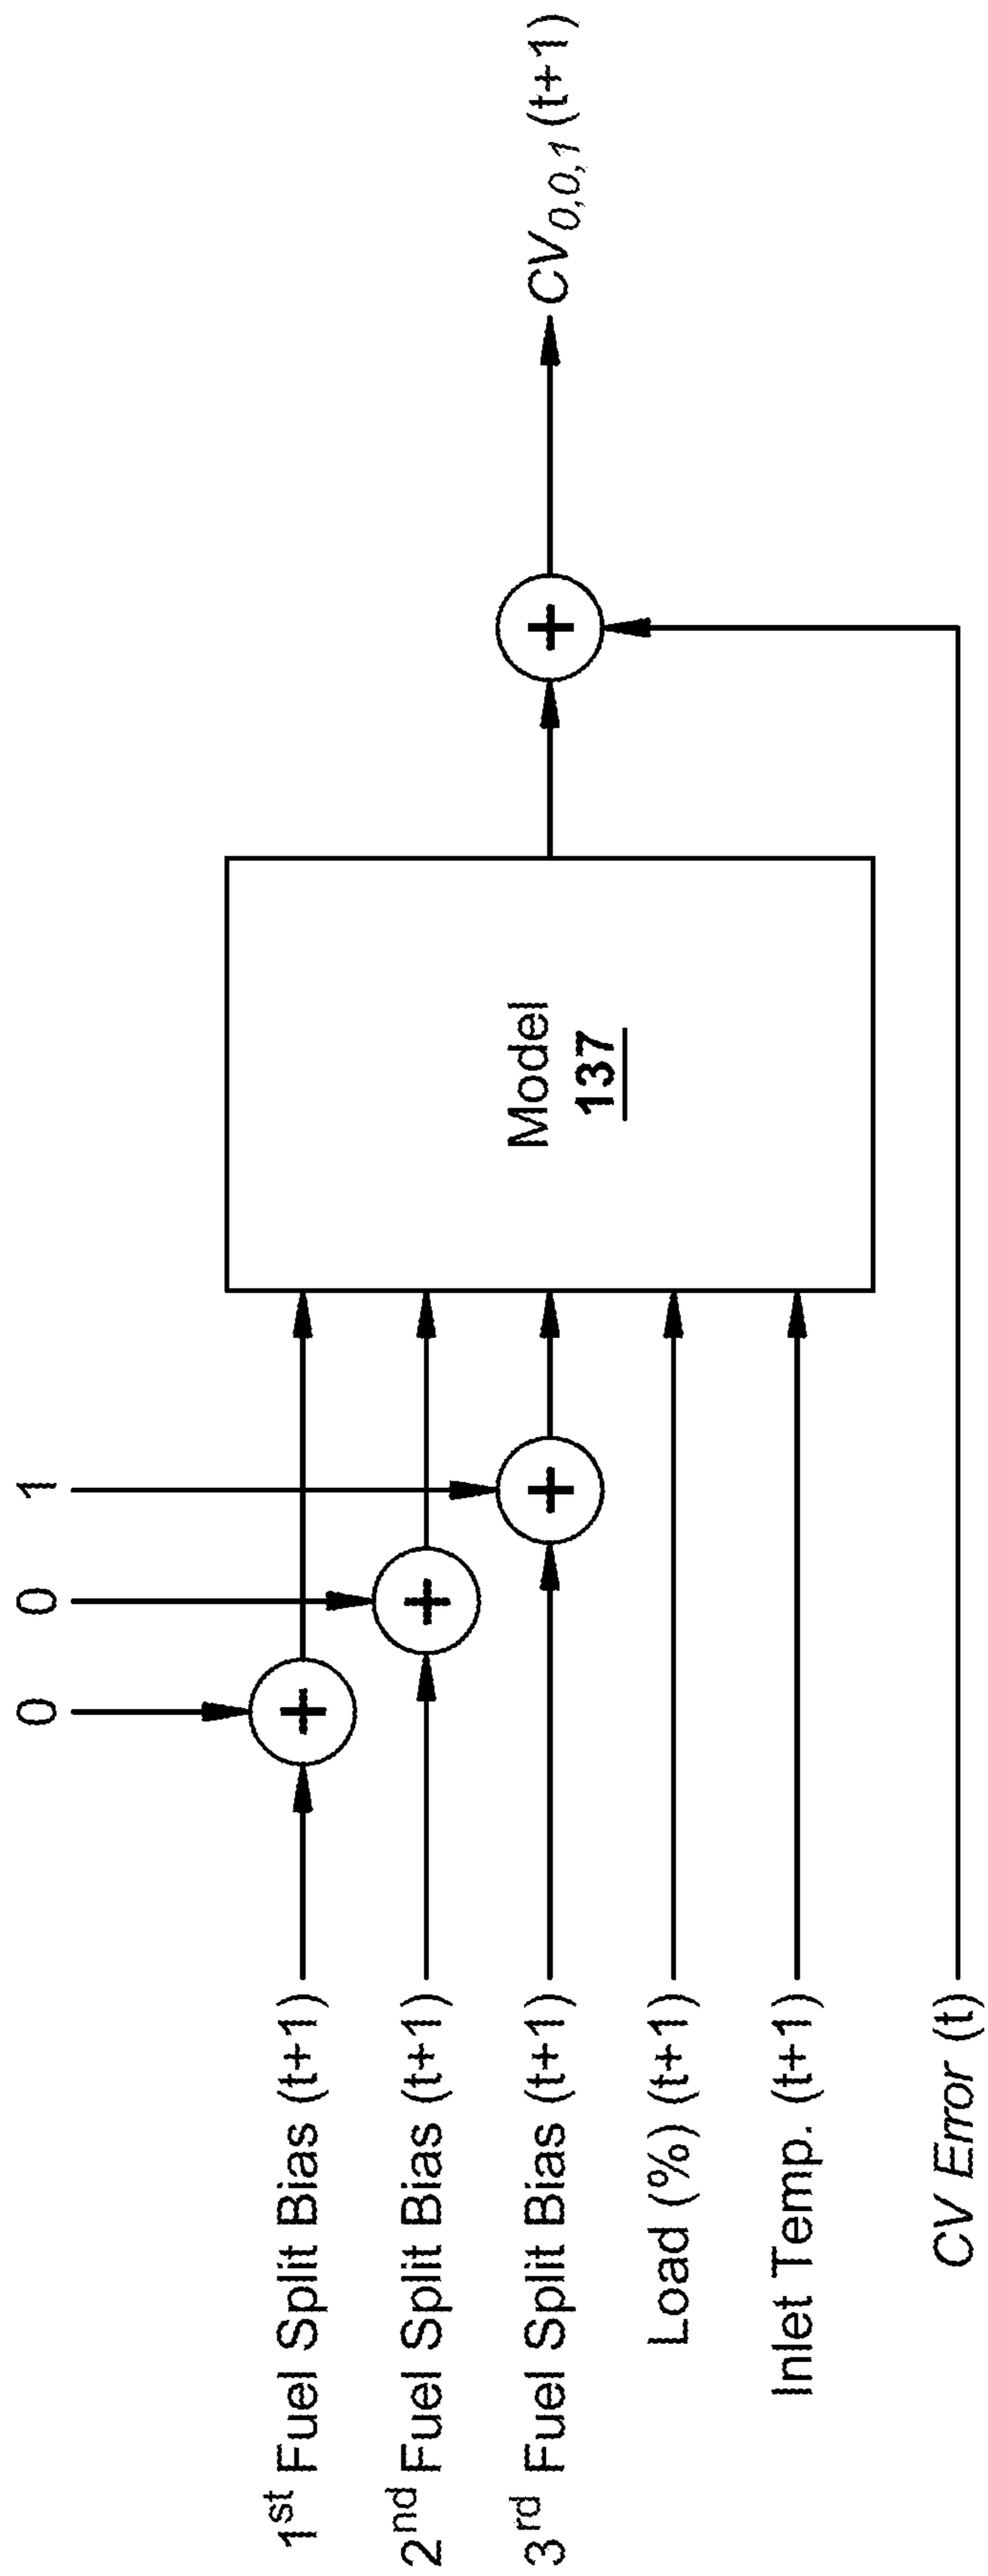 0 0 1
1st Fuel Split Bias (t+1)
2nd Fuel Split Bias (t+1)
3rd Fuel Split Bias (t+1)
Load (%) (t+1)
Inlet Temp. (t+1)
CV Error (t)
+
+
+
Model
137
+
CV0,0,1 (t+1)